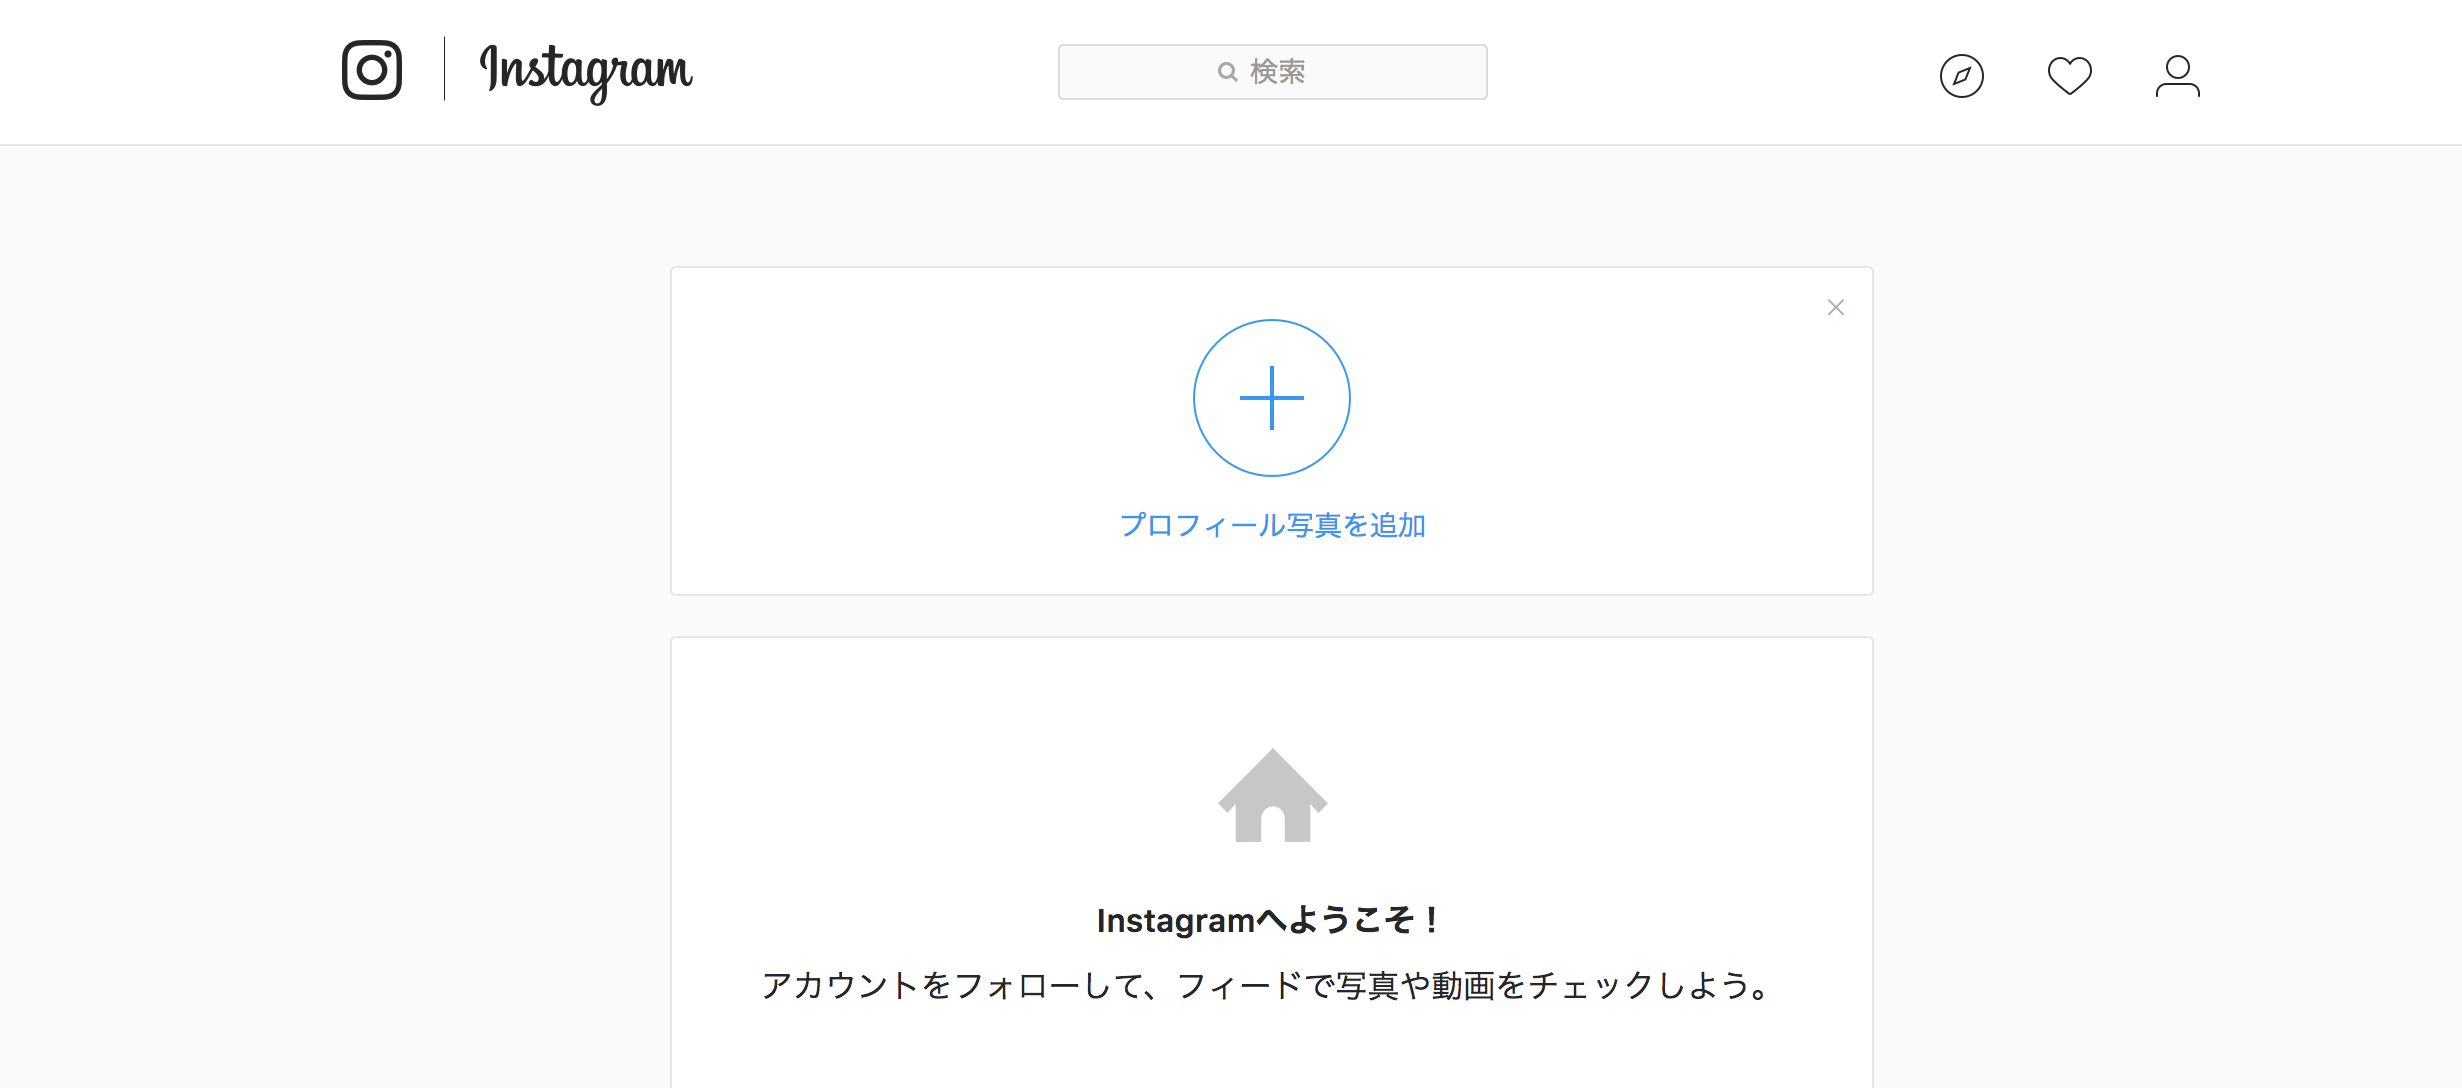 Instagram
検索
プロフィール写真を追加
Instagramへようこそ！
アカウントをフォローして、フィードで写真や動画をチェックしよう。